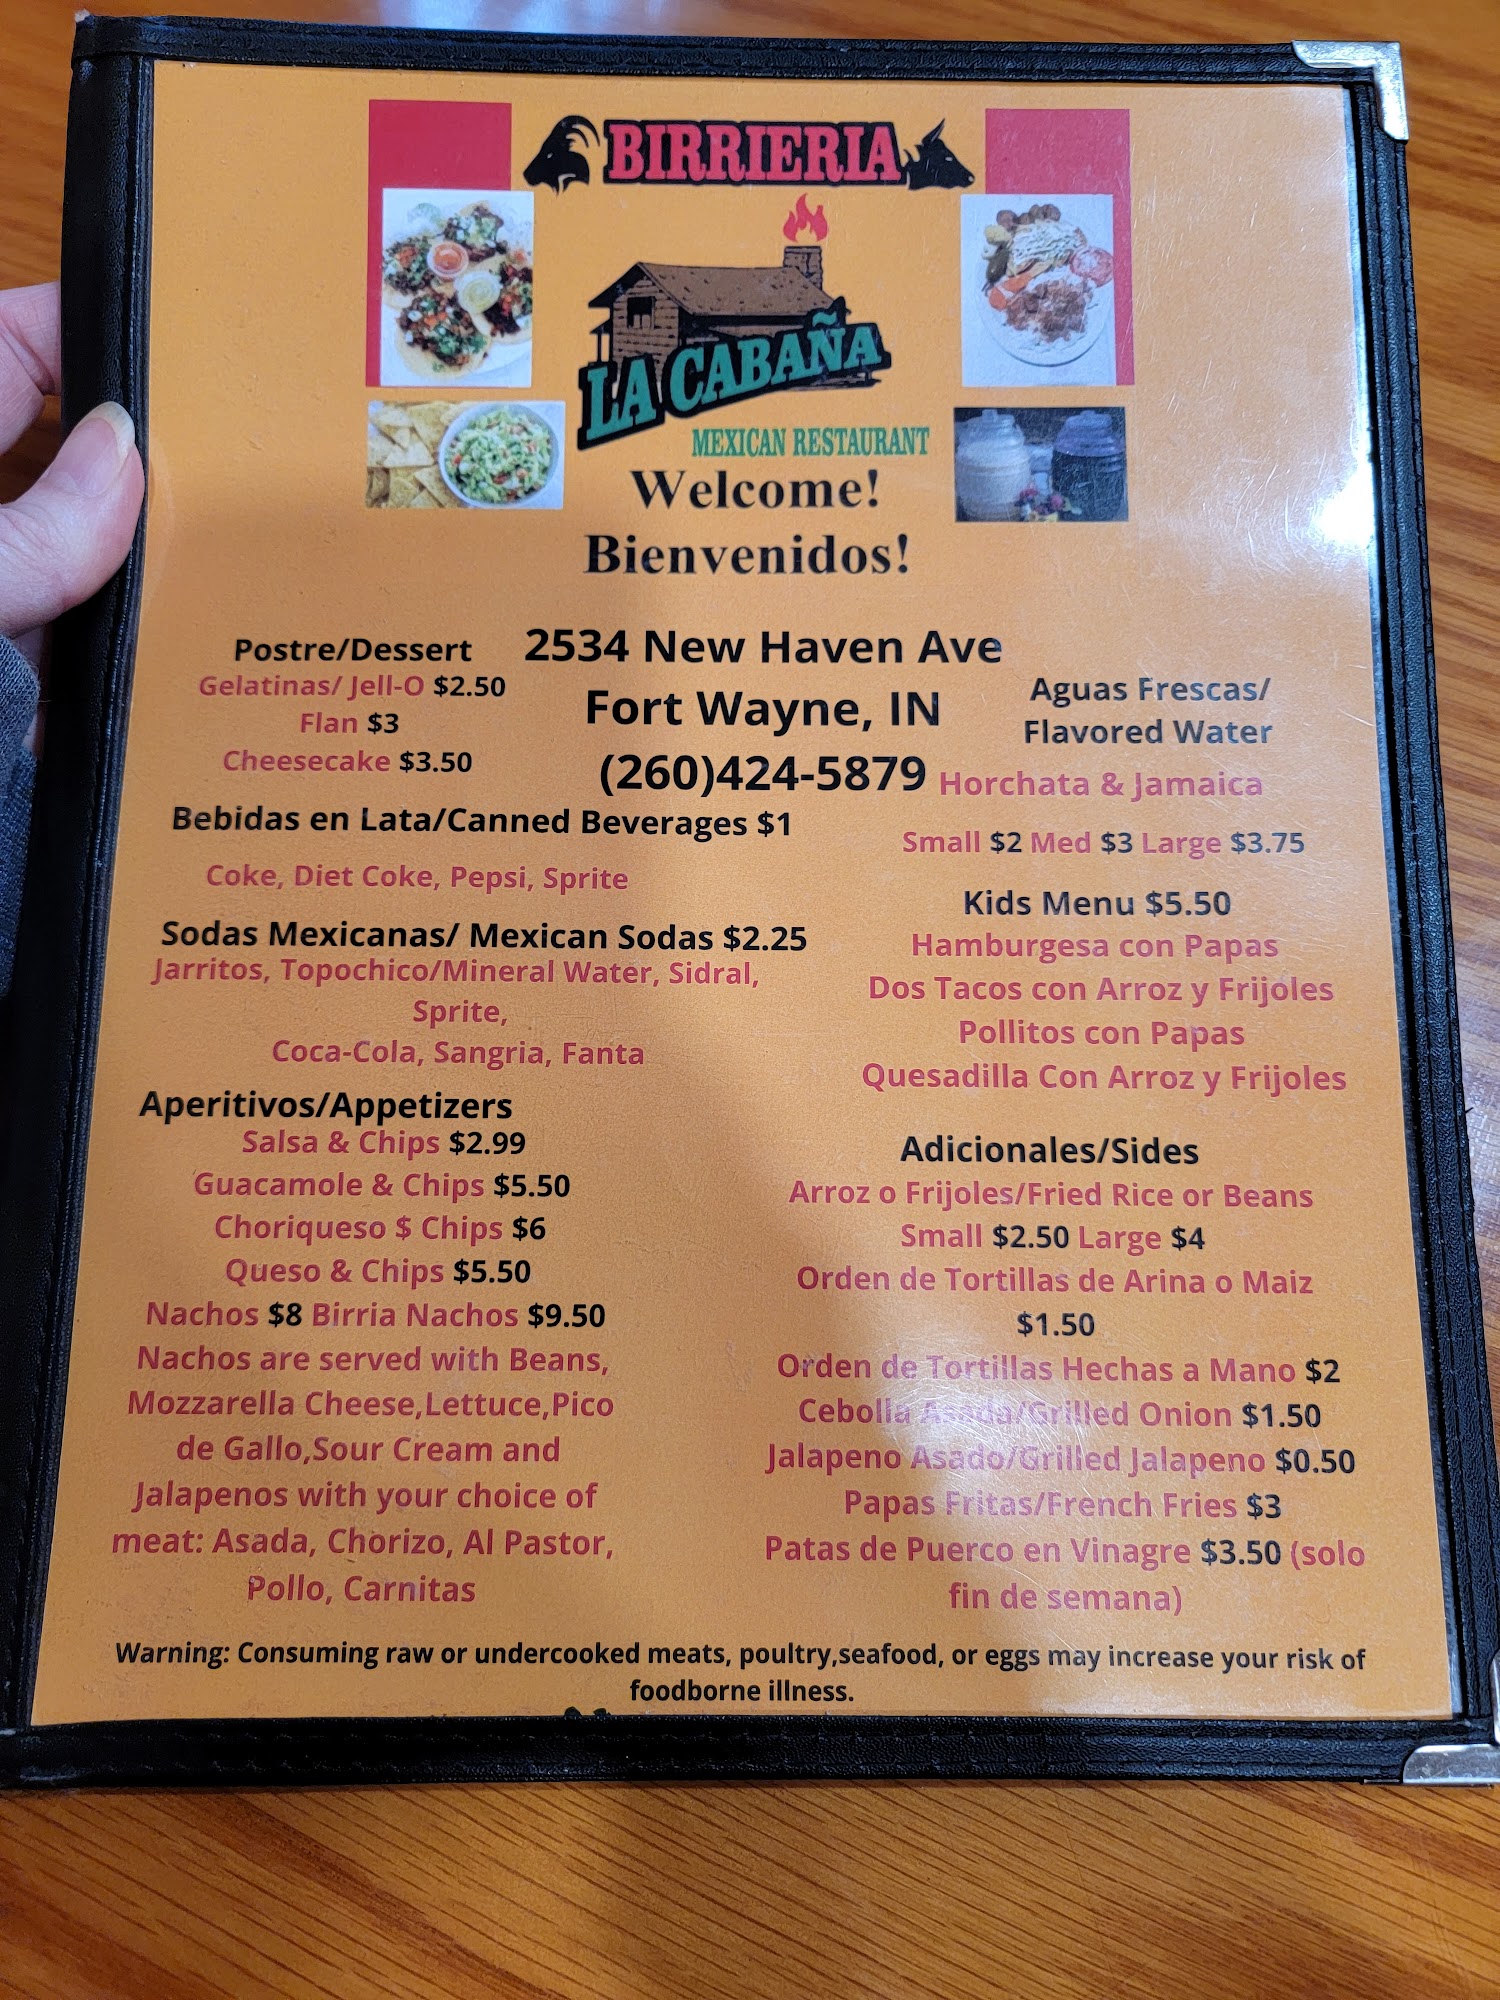 BIRRIERIA
LA CABAÑA
MEXICAN RESTAURANT
Welcome!
Bienvenidos!
2534 New Haven Ave
Fort Wayne, IN
(260)424-5879
Postre/Dessert
Gelatinas/ Jell-O $2.50
Flan $3
Cheesecake $3.50
Bebidas en Lata/Canned Beverages $1
Coke, Diet Coke, Pepsi, Sprite
Sodas Mexicanas/ Mexican Sodas $2.25
Jarritos, Topochico/Mineral Water, Sidral,
Sprite,
Coca-Cola, Sangria, Fanta
Aperitivos/Appetizers
Salsa & Chips $2.99
Guacamole & Chips $5.50
Choriqueso $ Chips $6
Queso & Chips $5.50
Nachos $8 Birria Nachos $9.50
Nachos are served with Beans,
Mozzarella Cheese,Lettuce,Pico
de Gallo,Sour Cream and
Jalapenos with your choice of
meat: Asada, Chorizo, Al Pastor,
Pollo, Carnitas
Aguas Frescas/
Flavored Water
Horchata & Jamaica
Small $2 Med $3 Large $3.75
Kids Menu $5.50
Hamburgesa con Papas
Dos Tacos con Arroz y Frijoles
Pollitos con Papas
Quesadilla Con Arroz y Frijoles
Adicionales/Sides
Arroz o Frijoles/Fried Rice or Beans
Small $2.50 Large $4
Orden de Tortillas de Arina o Maiz
$1.50
Orden de Tortillas Hechas a Mano $2
Cebolla Asada/Grilled Onion $1.50
Jalapeno Asado/Grilled Jalapeno $0.50
Papas Fritas/French Fries $3
Patas de Puerco en Vinagre $3.50 (solo
fin de semana)
Warning: Consuming raw or undercooked meats, poultry,seafood, or eggs may increase your risk of
foodborne illness.